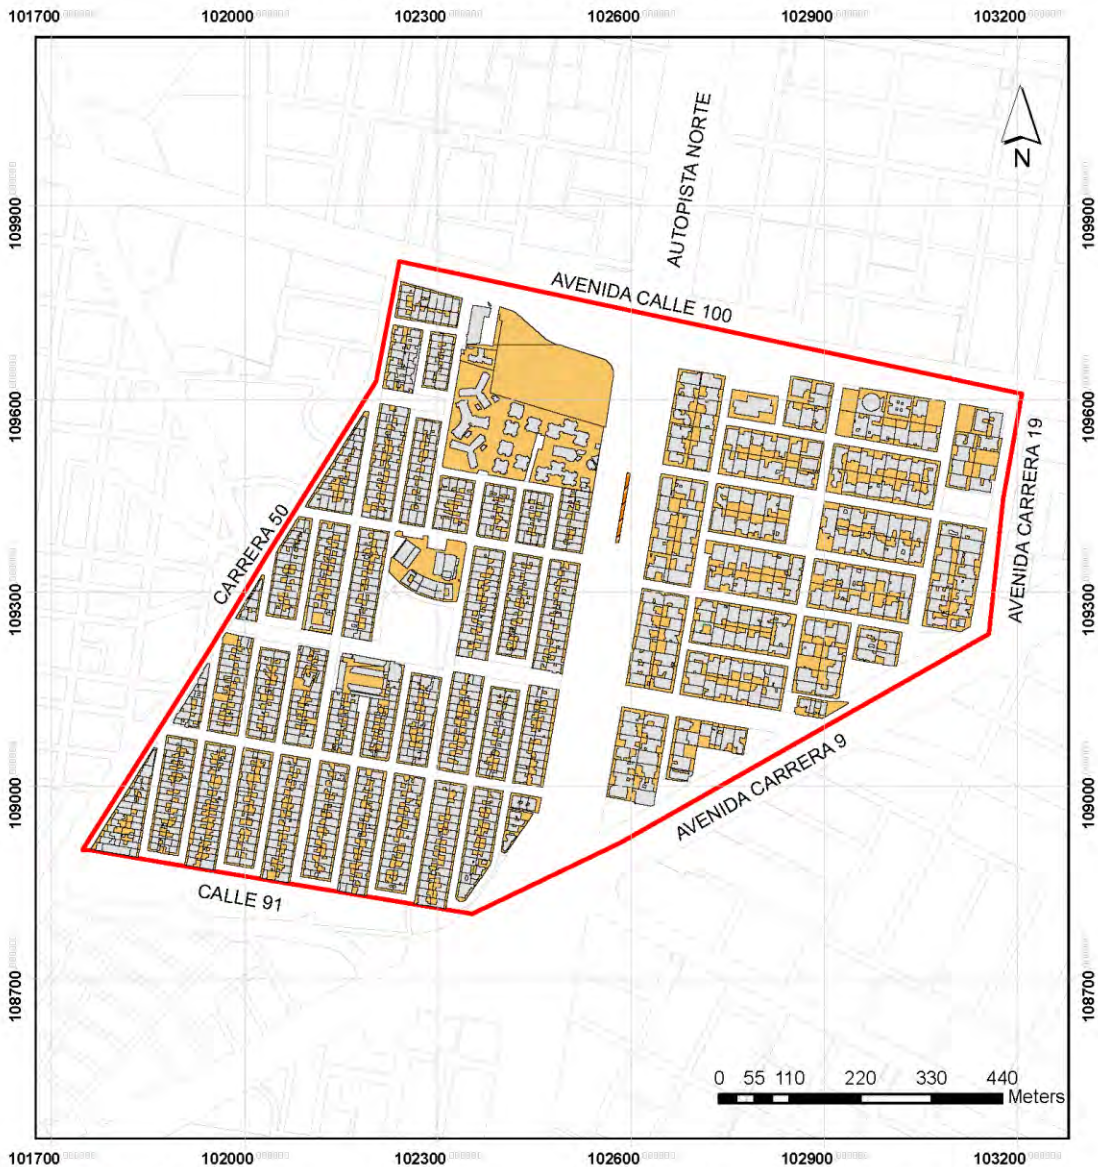 101700 102000 102300 102600 102900 103200
N
AUTOPISTA NORTE
109900 109900
AVENIDA CALLE 100
109600 109600
AVENIDA CARRERA 19
CARRERA 50
109300 109300
AVENIDA CARRERA 9
109000 109000
CALLE 91
108700 108700
0 55 110 220 330 440
Meters
101700 102000 102300 102600 102900 103200